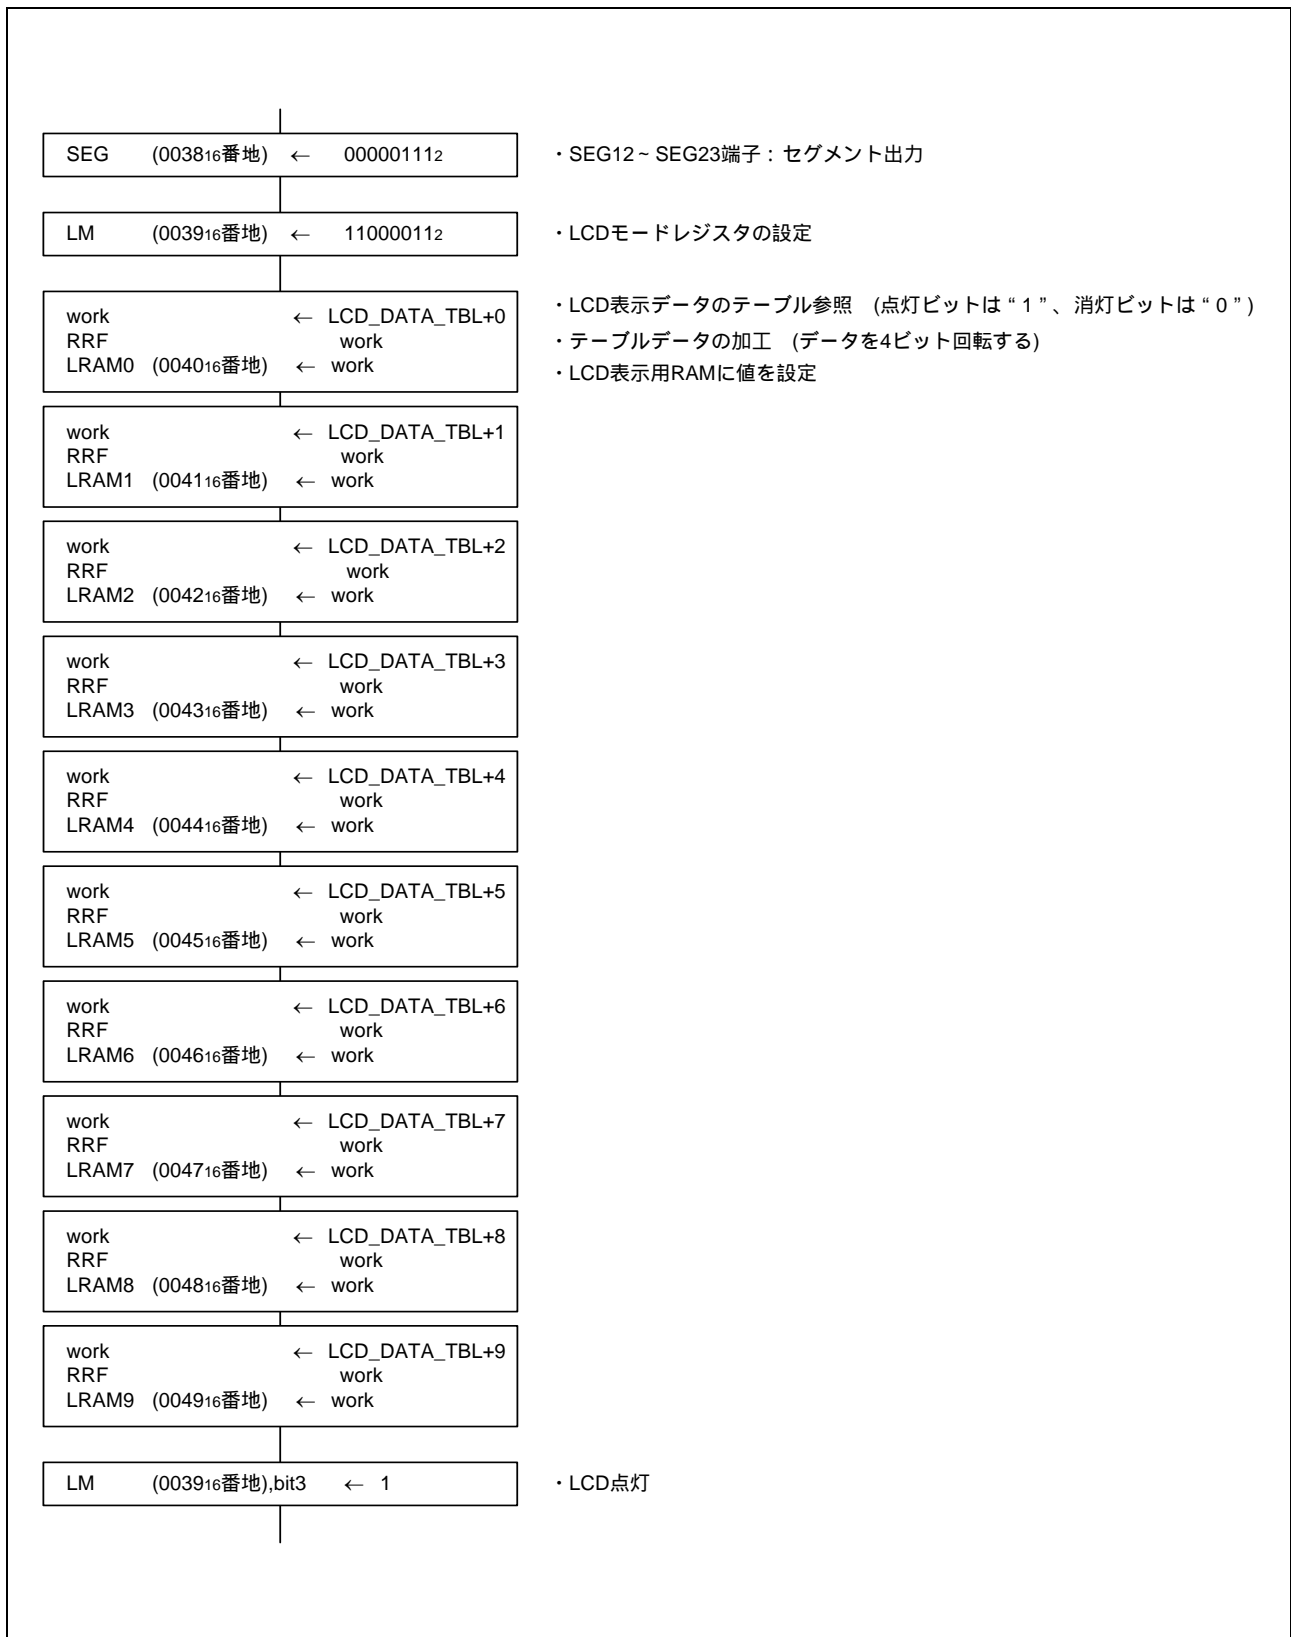 SEG (003816番地) ← 000001112 ・SEG12～SEG23端子：セグメント出力
LM (003916番地) ← 110000112 ・LCDモードレジスタの設定
work ← LCD_DATA_TBL+0 ・LCD表示データのテーブル参照 (点灯ビットは“1”、消灯ビットは“0”)
RRF work ・テーブルデータの加工 (データを4ビット回転する)
LRAM0 (004016番地) ← work ・LCD表示用RAMに値を設定
work ← LCD_DATA_TBL+1
RRF work
LRAM1 (004116番地) ← work
work ← LCD_DATA_TBL+2
RRF work
LRAM2 (004216番地) ← work
work ← LCD_DATA_TBL+3
RRF work
LRAM3 (004316番地) ← work
work ← LCD_DATA_TBL+4
RRF work
LRAM4 (004416番地) ← work
work ← LCD_DATA_TBL+5
RRF work
LRAM5 (004516番地) ← work
work ← LCD_DATA_TBL+6
RRF work
LRAM6 (004616番地) ← work
work ← LCD_DATA_TBL+7
RRF work
LRAM7 (004716番地) ← work
work ← LCD_DATA_TBL+8
RRF work
LRAM8 (004816番地) ← work
work ← LCD_DATA_TBL+9
RRF work
LRAM9 (004916番地) ← work
LM (003916番地),bit3 ← 1 ・LCD点灯